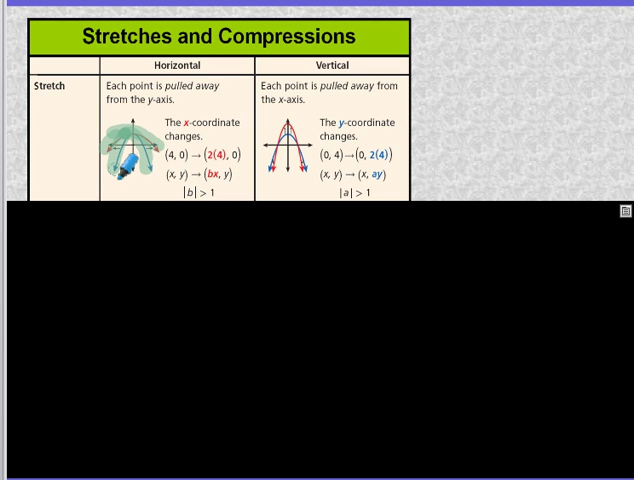 Stretches and Compressions
Horizontal Vertical
Stretch
Each point is pulled away
from the y-axis.
The x-coordinate
changes.
(4, 0) → (2(4), 0)
(x, y) → (bx, y)
|b| > 1
Each point is pulled away from
the x-axis.
The y-coordinate
changes.
(0, 4) → (0, 2(4))
(x, y) → (x, ay)
|a| > 1